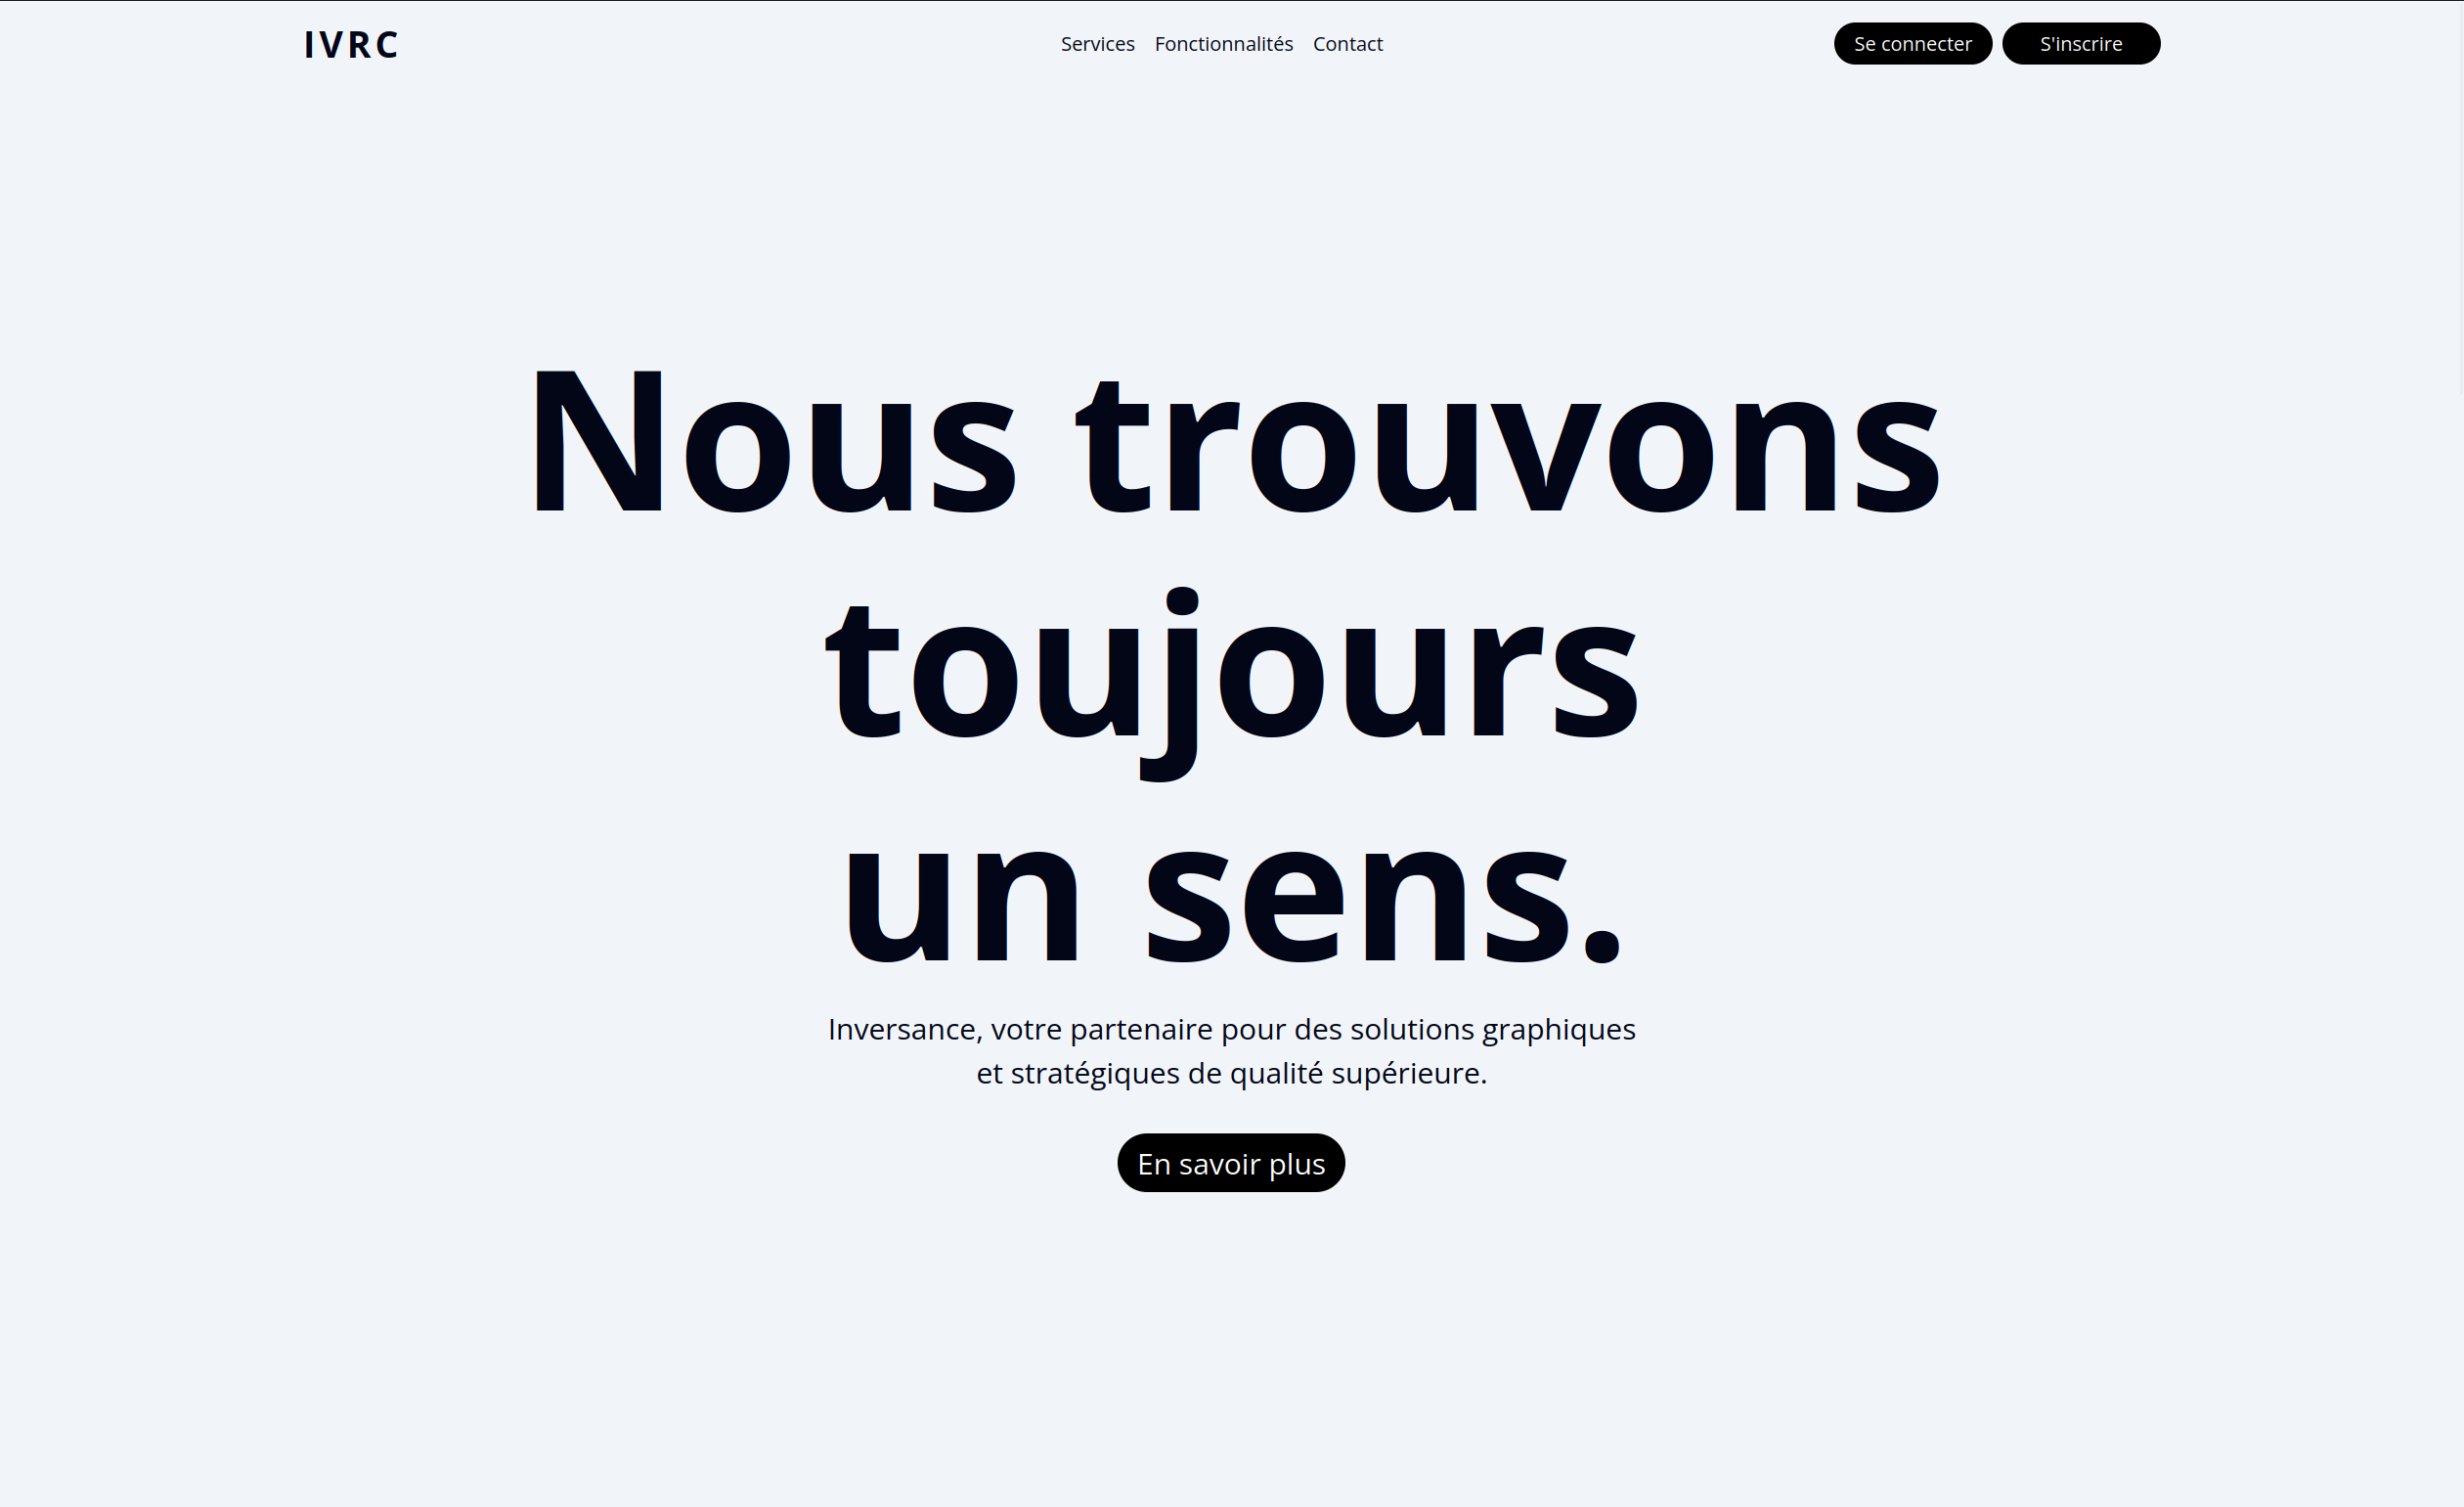 IVRC
Services Fonctionnalités Contact
Se connecter S'inscrire
Nous trouvons
toujours
un sens.
Inversance, votre partenaire pour des solutions graphiques
et stratégiques de qualité supérieure.
En savoir plus